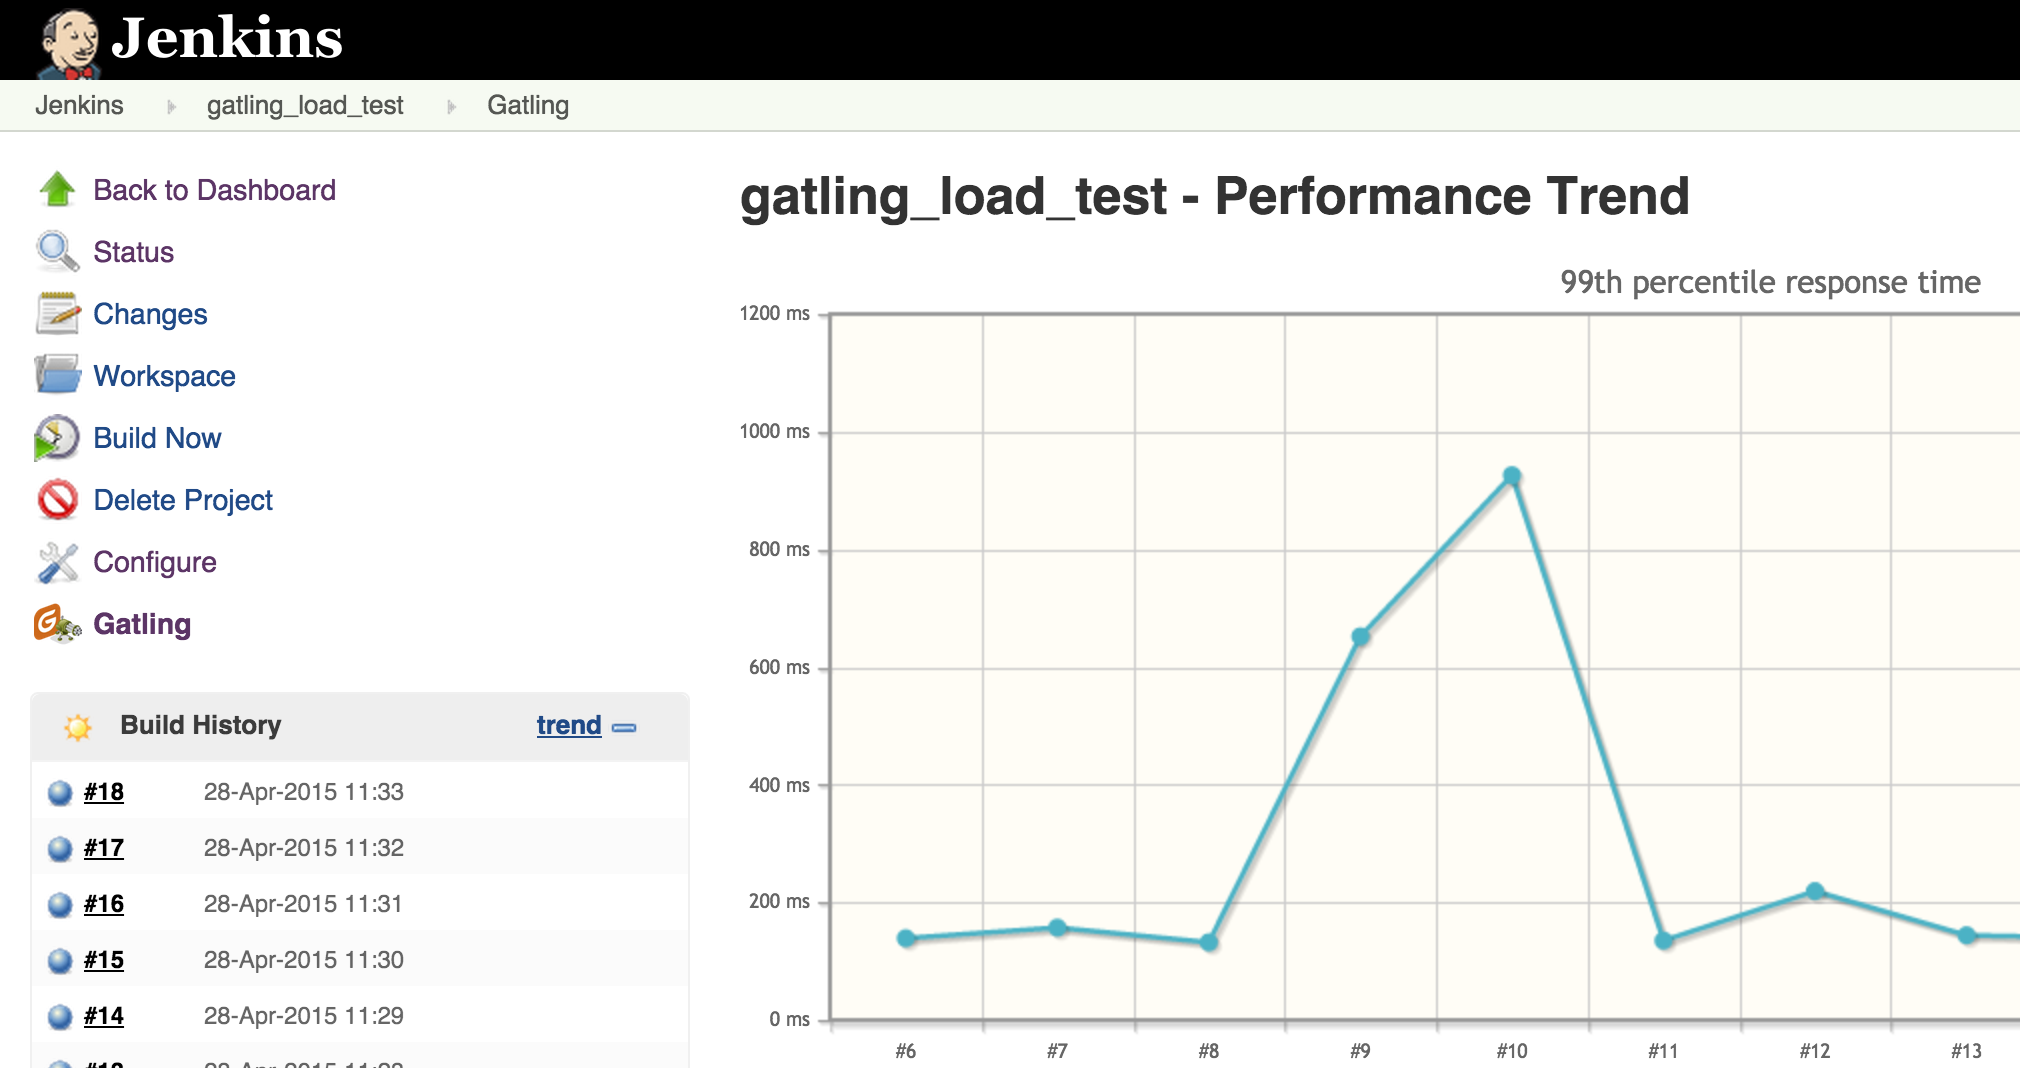 Jenkins
Jenkins gatling_load_test Gatling
Back to Dashboard
Status
Changes
Workspace
Build Now
Delete Project
Configure
Gatling
Build History trend
#18 28-Apr-2015 11:33
#17 28-Apr-2015 11:32
#16 28-Apr-2015 11:31
#15 28-Apr-2015 11:30
#14 28-Apr-2015 11:29
gatling_load_test - Performance Trend
99th percentile response time
1200 ms
1000 ms
800 ms
600 ms
400 ms
200 ms
0 ms
#6 #7 #8 #9 #10 #11 #12 #13